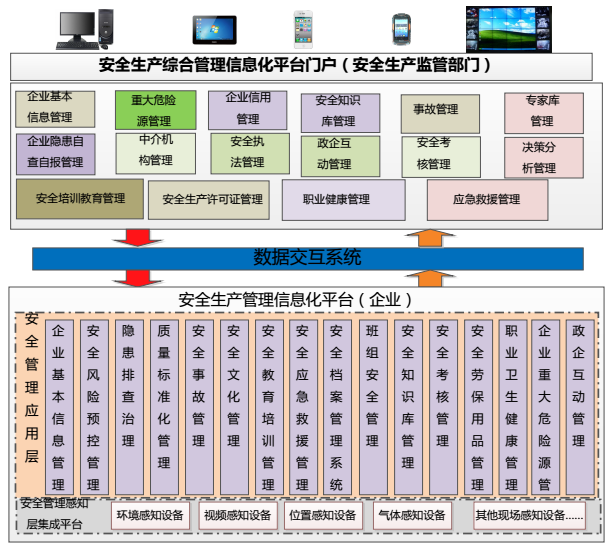 安全生产综合管理信息化平台门户（安全生产监管部门）
企业基本
信息管理
重大危险
源管理
企业信用
管理
安全知识
库管理
事故管理
专家库
管理
企业隐患自
查自报管理
中介机
构管理
安全执
法管理
政企互
动管理
安全考
核管理
决策分
析管理
安全培训教育管理
安全生产许可证管理
职业健康管理
应急救援管理
数据交互系统
安全生产管理信息化平台（企业）
安全管理应用层
企业基本信息管理
安全风险预控管理
隐患排查治理
质量标准化管理
安全事故管理
安全文化管理
安全教育培训管理
安全应急救援管理
安全档案管理系统
班组安全管理
安全知识库管理
安全考核管理
安全劳保用品管理
职业卫生健康管理
企业重大危险源管
政企互动管理
安全管理感知
层集成平台
环境感知设备
视频感知设备
位置感知设备
气体感知设备
其他现场感知设备......